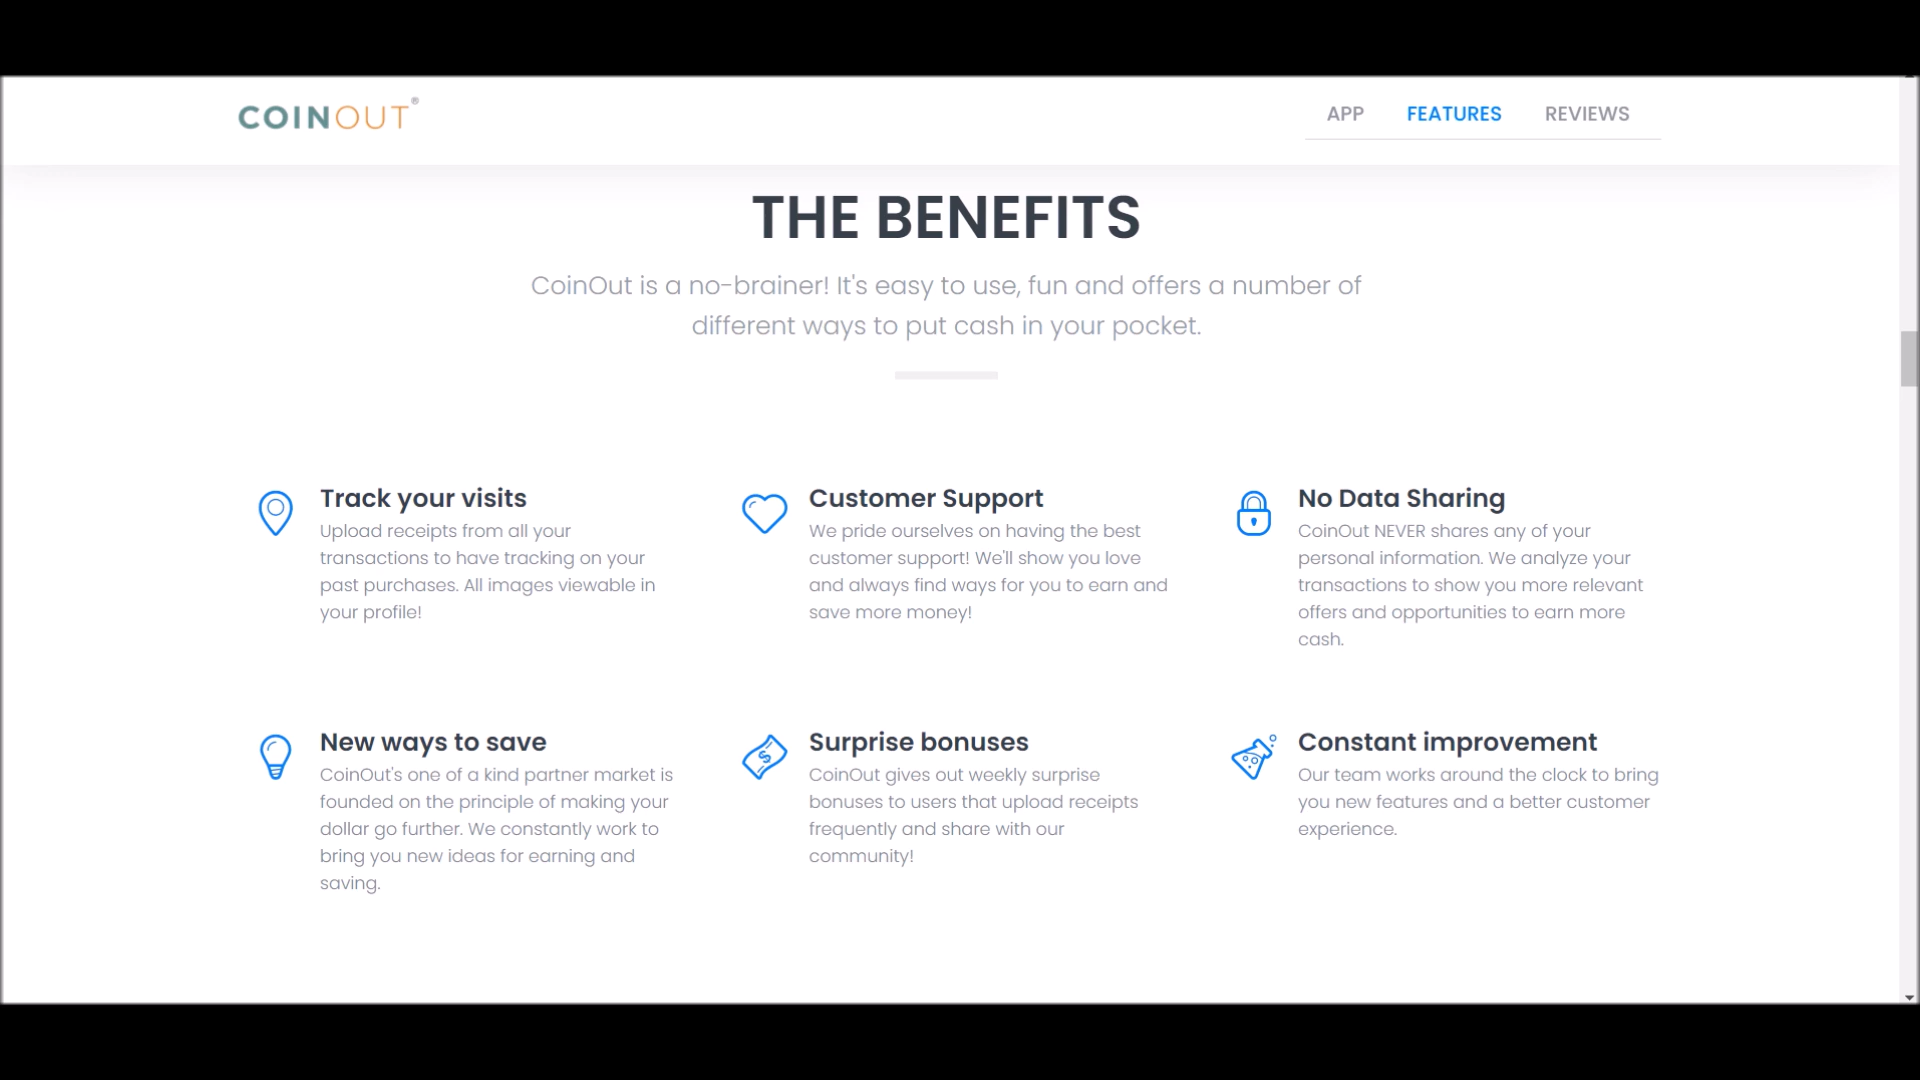 COINOUT®
APP FEATURES REVIEWS
THE BENEFITS
CoinOut is a no-brainer! It's easy to use, fun and offers a number of
different ways to put cash in your pocket.
Track your visits
Upload receipts from all your
transactions to have tracking on your
past purchases. All images viewable in
your profile!
Customer Support
We pride ourselves on having the best
customer support! We'll show you love
and always find ways for you to earn and
save more money!
No Data Sharing
CoinOut NEVER shares any of your
personal information. We analyze your
transactions to show you more relevant
offers and opportunities to earn more
cash.
New ways to save
CoinOut's one of a kind partner market is
founded on the principle of making your
dollar go further. We constantly work to
bring you new ideas for earning and
saving.
Surprise bonuses
CoinOut gives out weekly surprise
bonuses to users that upload receipts
frequently and share with our
community!
Constant improvement
Our team works around the clock to bring
you new features and a better customer
experience.